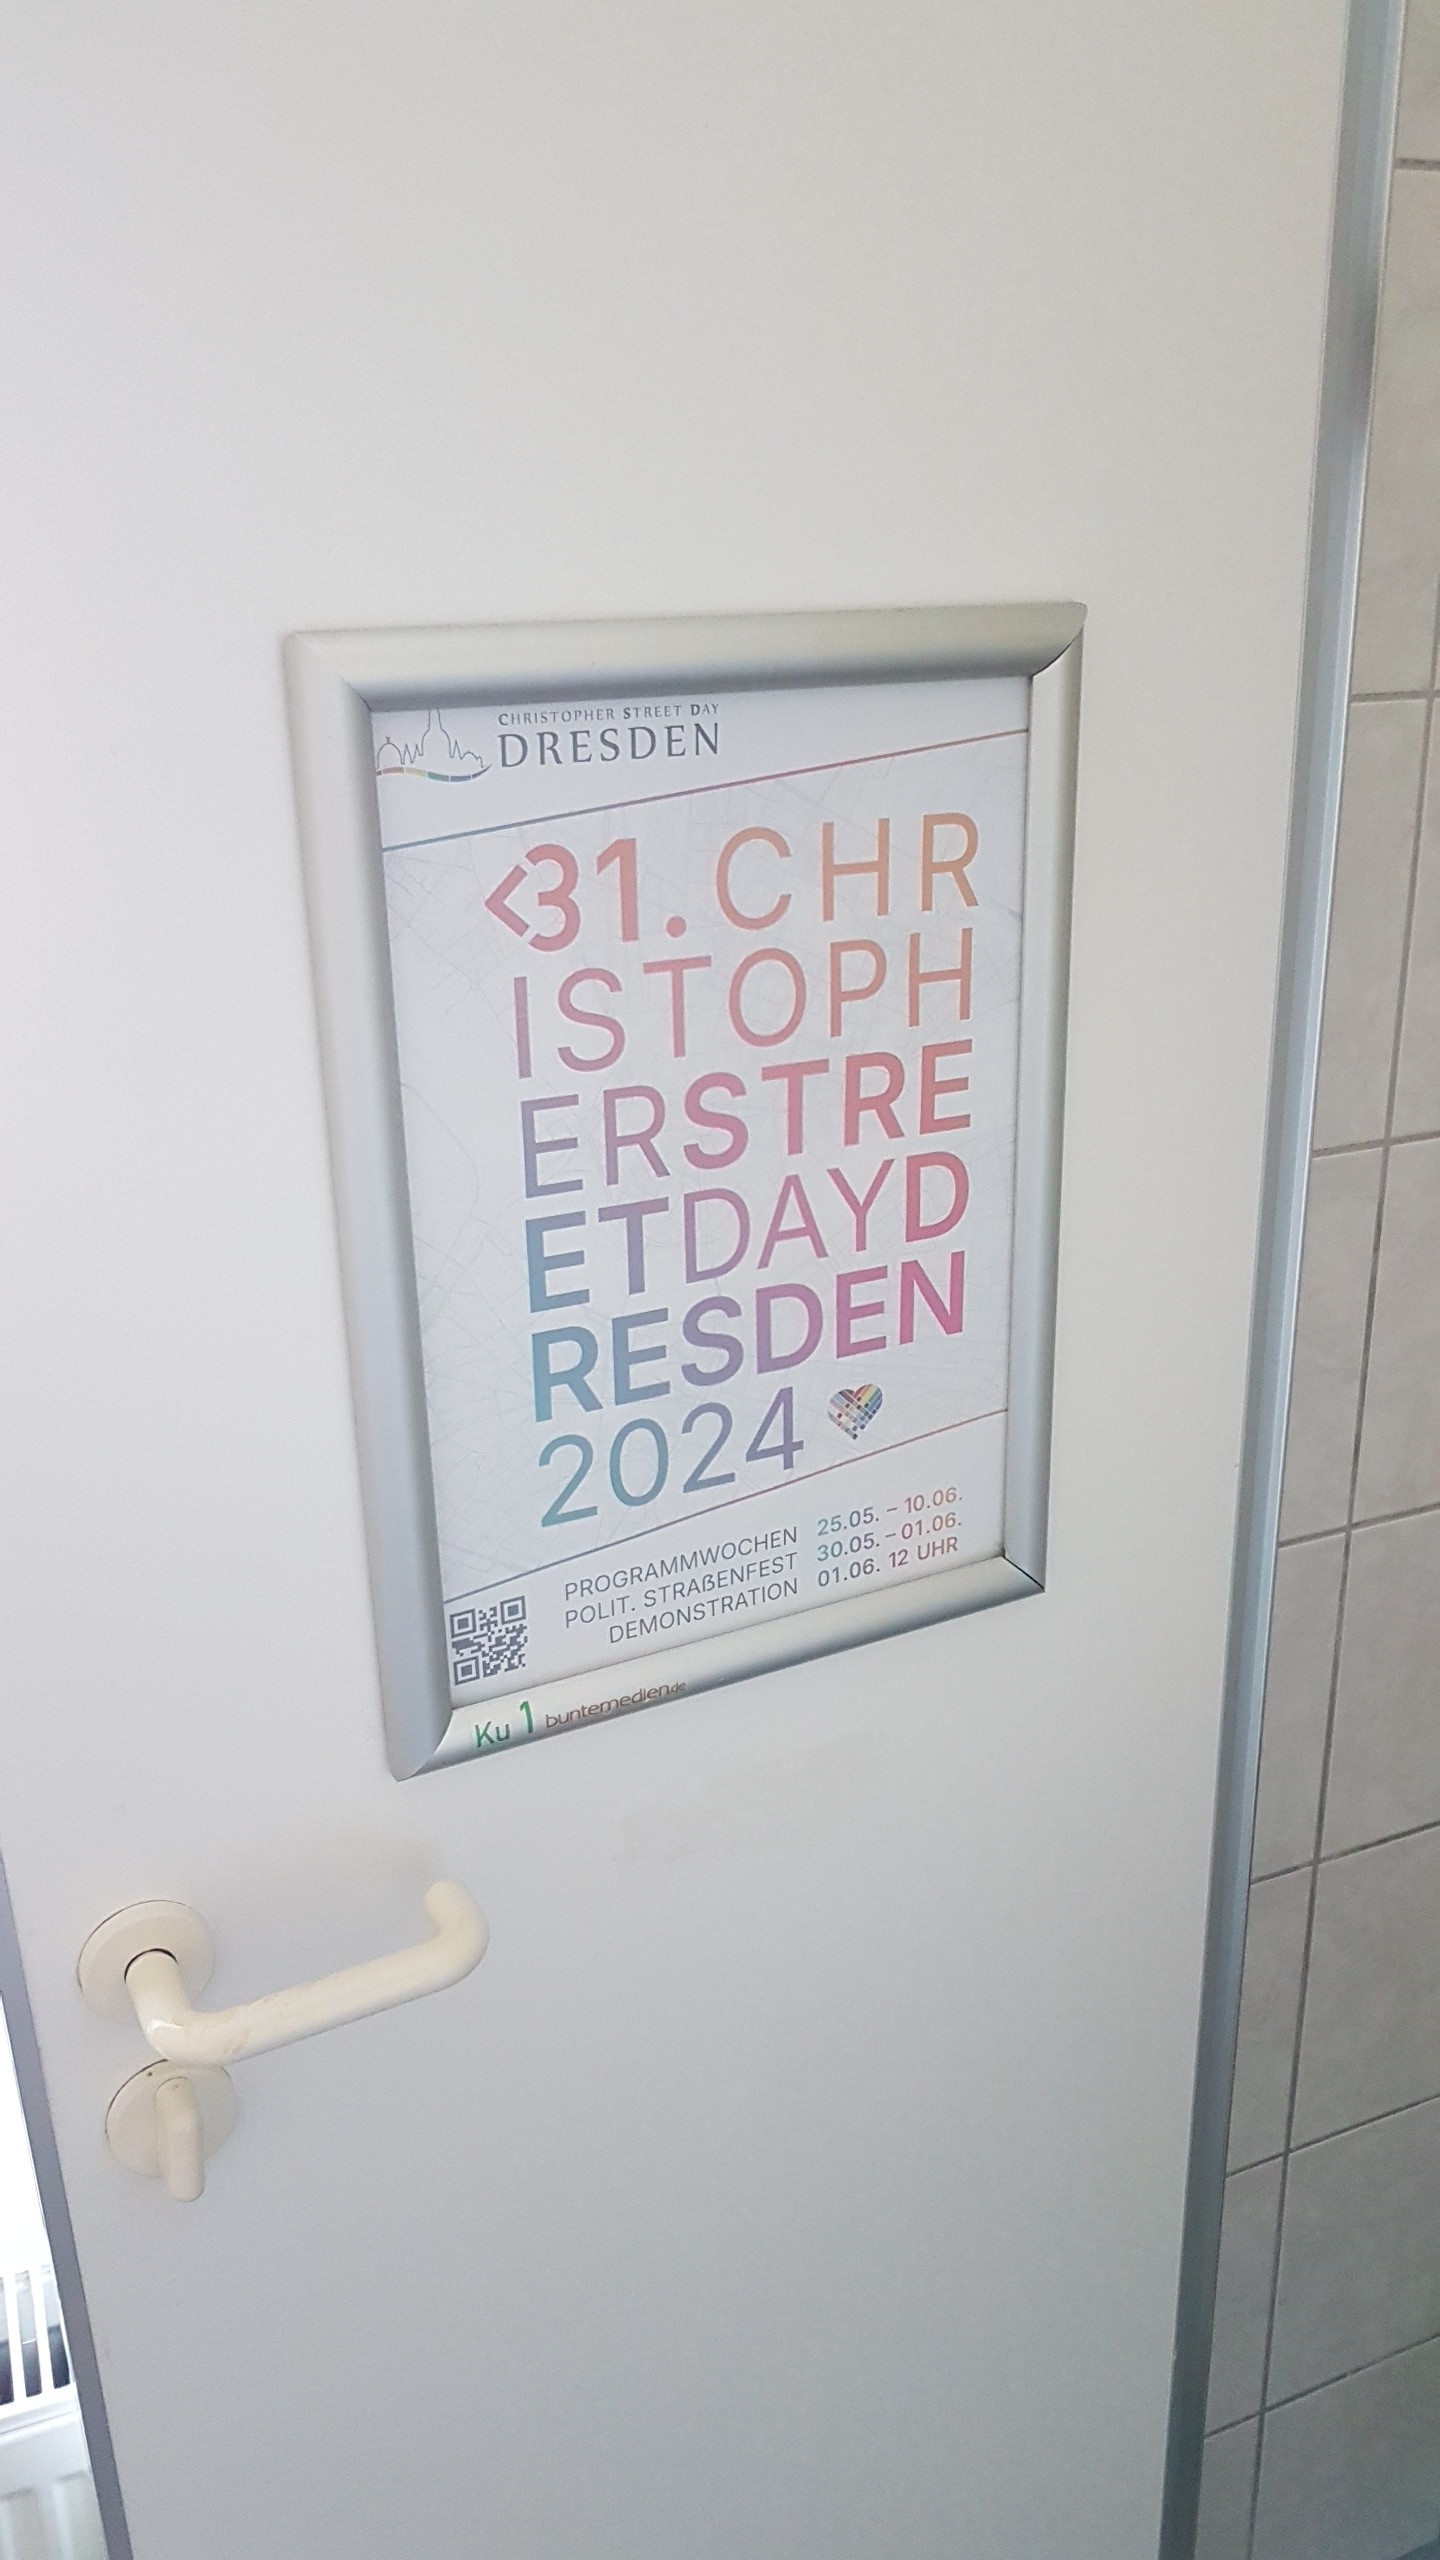 CHRISTOPHER STREET DAY
DRESDEN
<31. CHR
ISTOPH
ERSTRE
ETDAYD
RESDEN
2024
PROGRAMMWOCHEN 25.05. – 10.06.
POLIT. STRAßENFEST 30.05. – 01.06.
DEMONSTRATION 01.06. 12 UHR
Ku 1 buntemedien.de